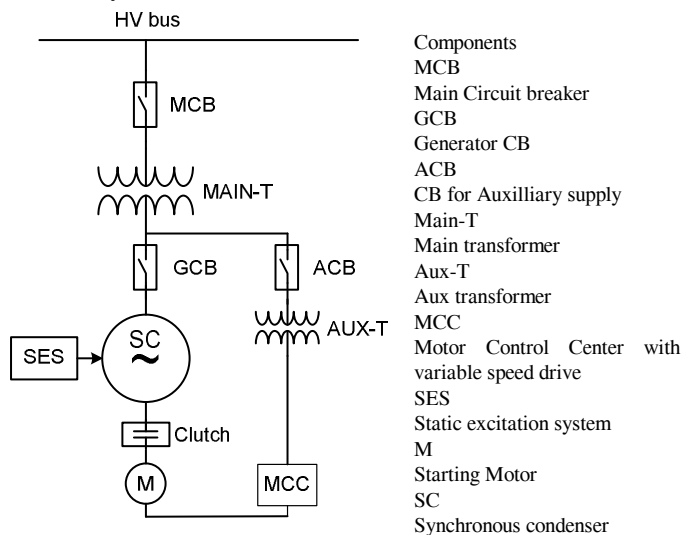 HV bus
MCB
MAIN-T
GCB
ACB
SC
~
AUX-T
SES
Clutch
M
MCC
Components
MCB
Main Circuit breaker
GCB
Generator CB
ACB
CB for Auxilliary supply
Main-T
Main transformer
Aux-T
Aux transformer
MCC
Motor Control Center with
variable speed drive
SES
Static excitation system
M
Starting Motor
SC
Synchronous condenser